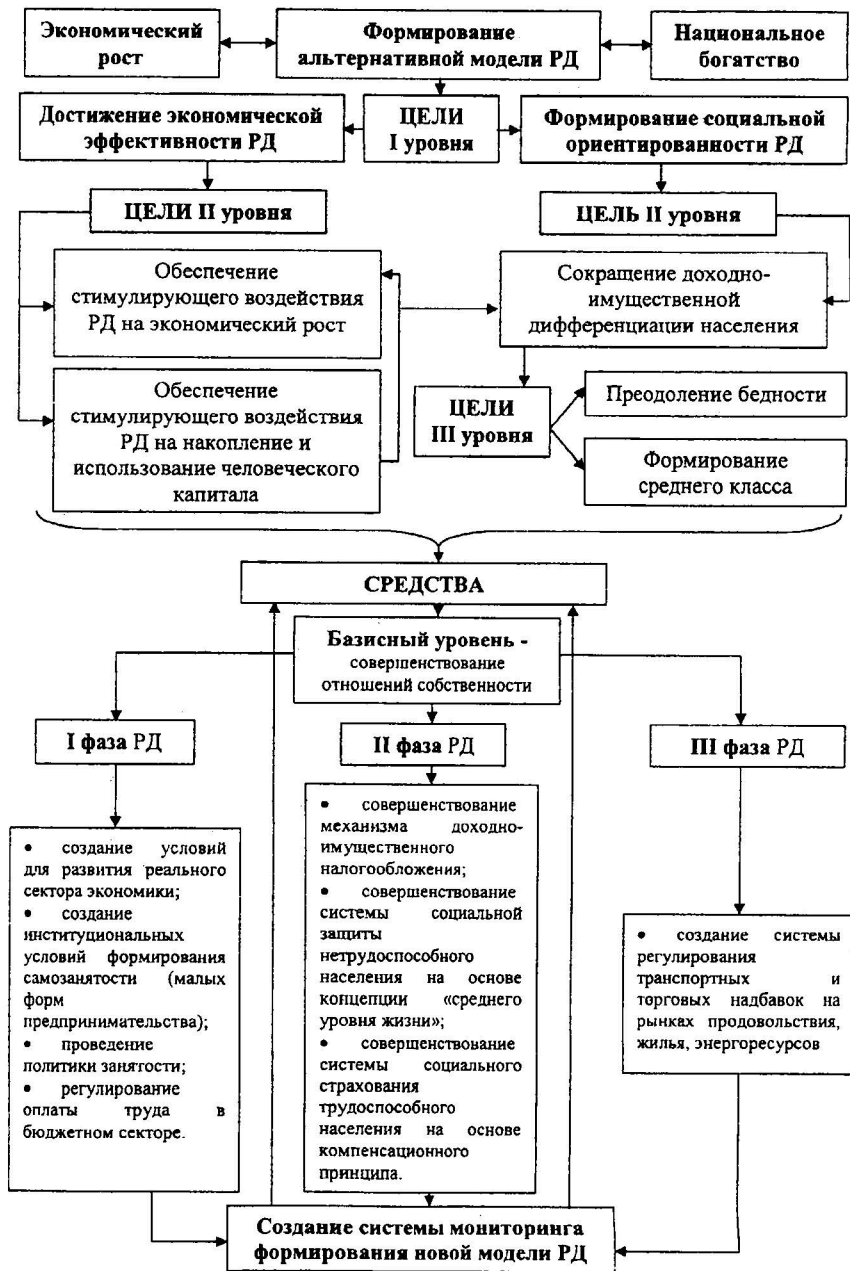 Экономический
рост
Формирование
альтернативной модели РД
Национальное
богатство
Достижение экономической
эффективности РД
ЦЕЛИ
I уровня
Формирование социальной
ориентированности РД
ЦЕЛИ II уровня
ЦЕЛЬ II уровня
Обеспечение
стимулирующего воздействия
РД на экономический рост
Сокращение доходно-
имущественной
дифференциации населения
Обеспечение
стимулирующего воздействия
РД на накопление и
использование человеческого
капитала
ЦЕЛИ
III уровня
Преодоление бедности
Формирование
среднего класса
СРЕДСТВА
Базисный уровень -
совершенствование
отношений собственности
I фаза РД
II фаза РД
III фаза РД
• создание условий
для развития реального
сектора экономики;
• создание
институциональных
условий формирования
самозанятости (малых
форм
предпринимательства);
• проведение
политики занятости;
• регулирование
оплаты труда в
бюджетном секторе.
• совершенствование
механизма доходно-
имущественного
налогообложения;
• совершенствование
системы социальной
защиты
нетрудоспособного
населения на основе
концепции «среднего
уровня жизни»;
• совершенствование
системы социального
страхования
трудоспособного
населения на основе
компенсационного
принципа.
• создание системы
регулирования
транспортных и
торговых надбавок на
рынках продовольствия,
жилья, энергоресурсов
Создание системы мониторинга
формирования новой модели РД